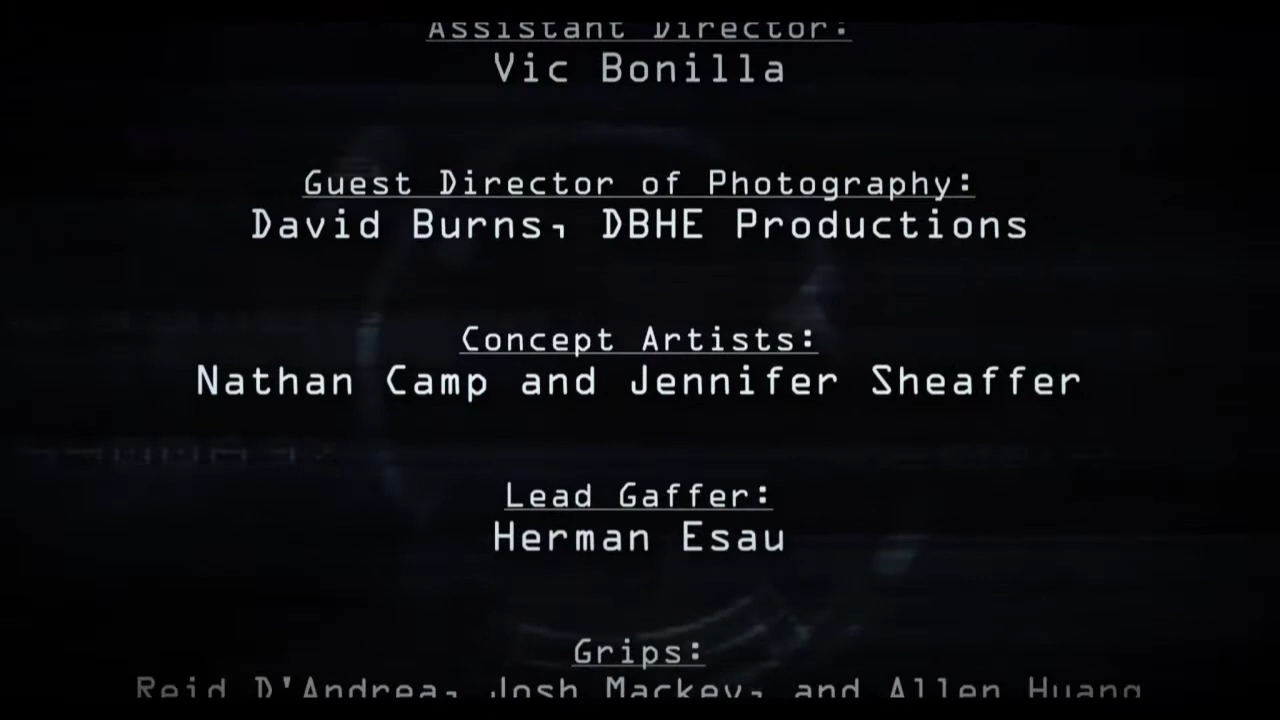 Assistant Director:
Vic Bonilla
Guest Director of Photography:
David Burns, DBHE Productions
Concept Artists:
Nathan Camp and Jennifer Sheaffer
Lead Gaffer:
Herman Esau
Grips:
Reid D'Andrea, Josh Mackey, and Allen Huang